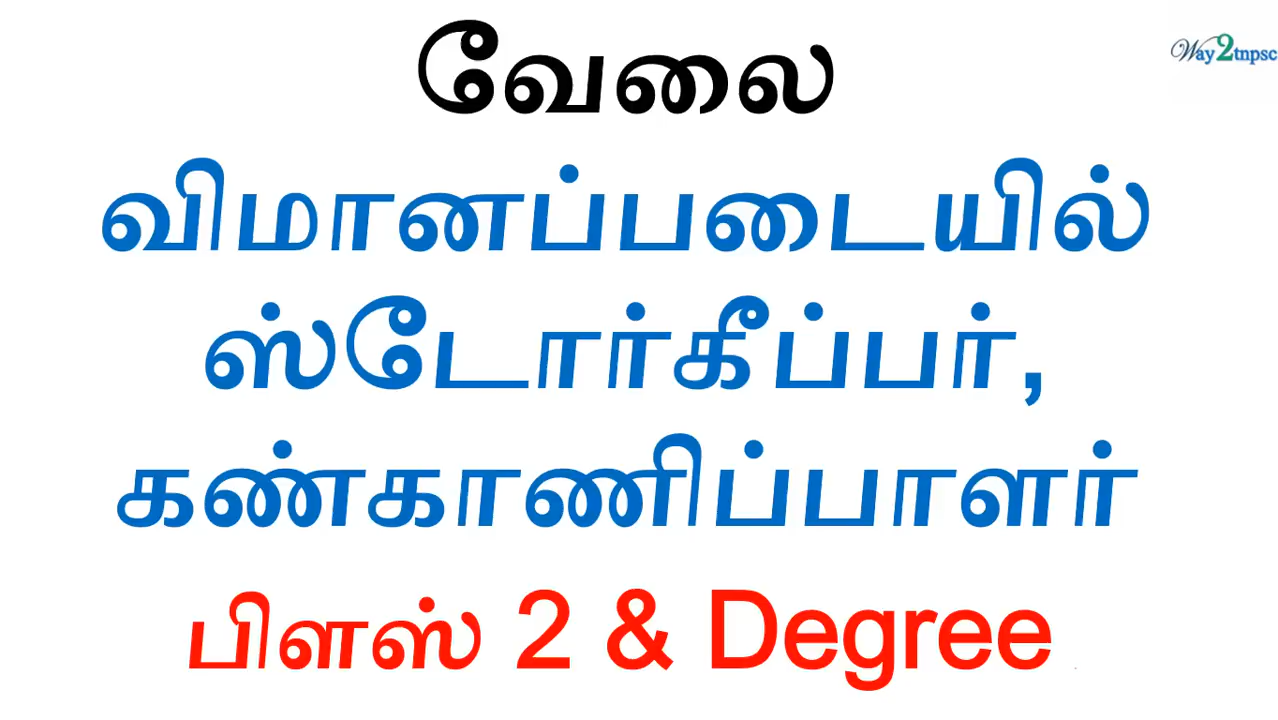 வேலை
Way2tnpsc
விமானப்படையில்
ஸ்டோர்கீப்பர்,
கண்காணிப்பாளர்
பிளஸ் 2 & Degree